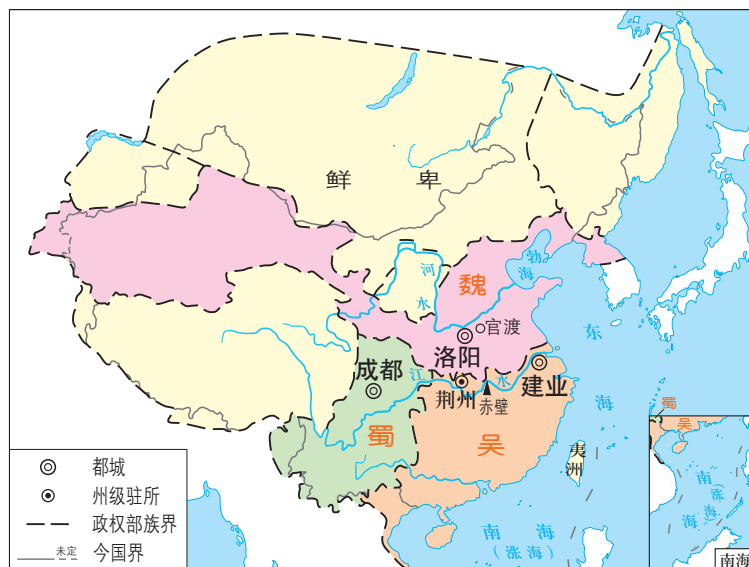 鲜 卑
河水
勃海
魏
官渡
洛阳
东海
成都
江水
建业
荆州
赤壁
蜀
吴
夷洲
南海
(涨海)
都城
州级驻所
政权部族界
未定 今国界
蜀
吴
南海
(涨海)
南海